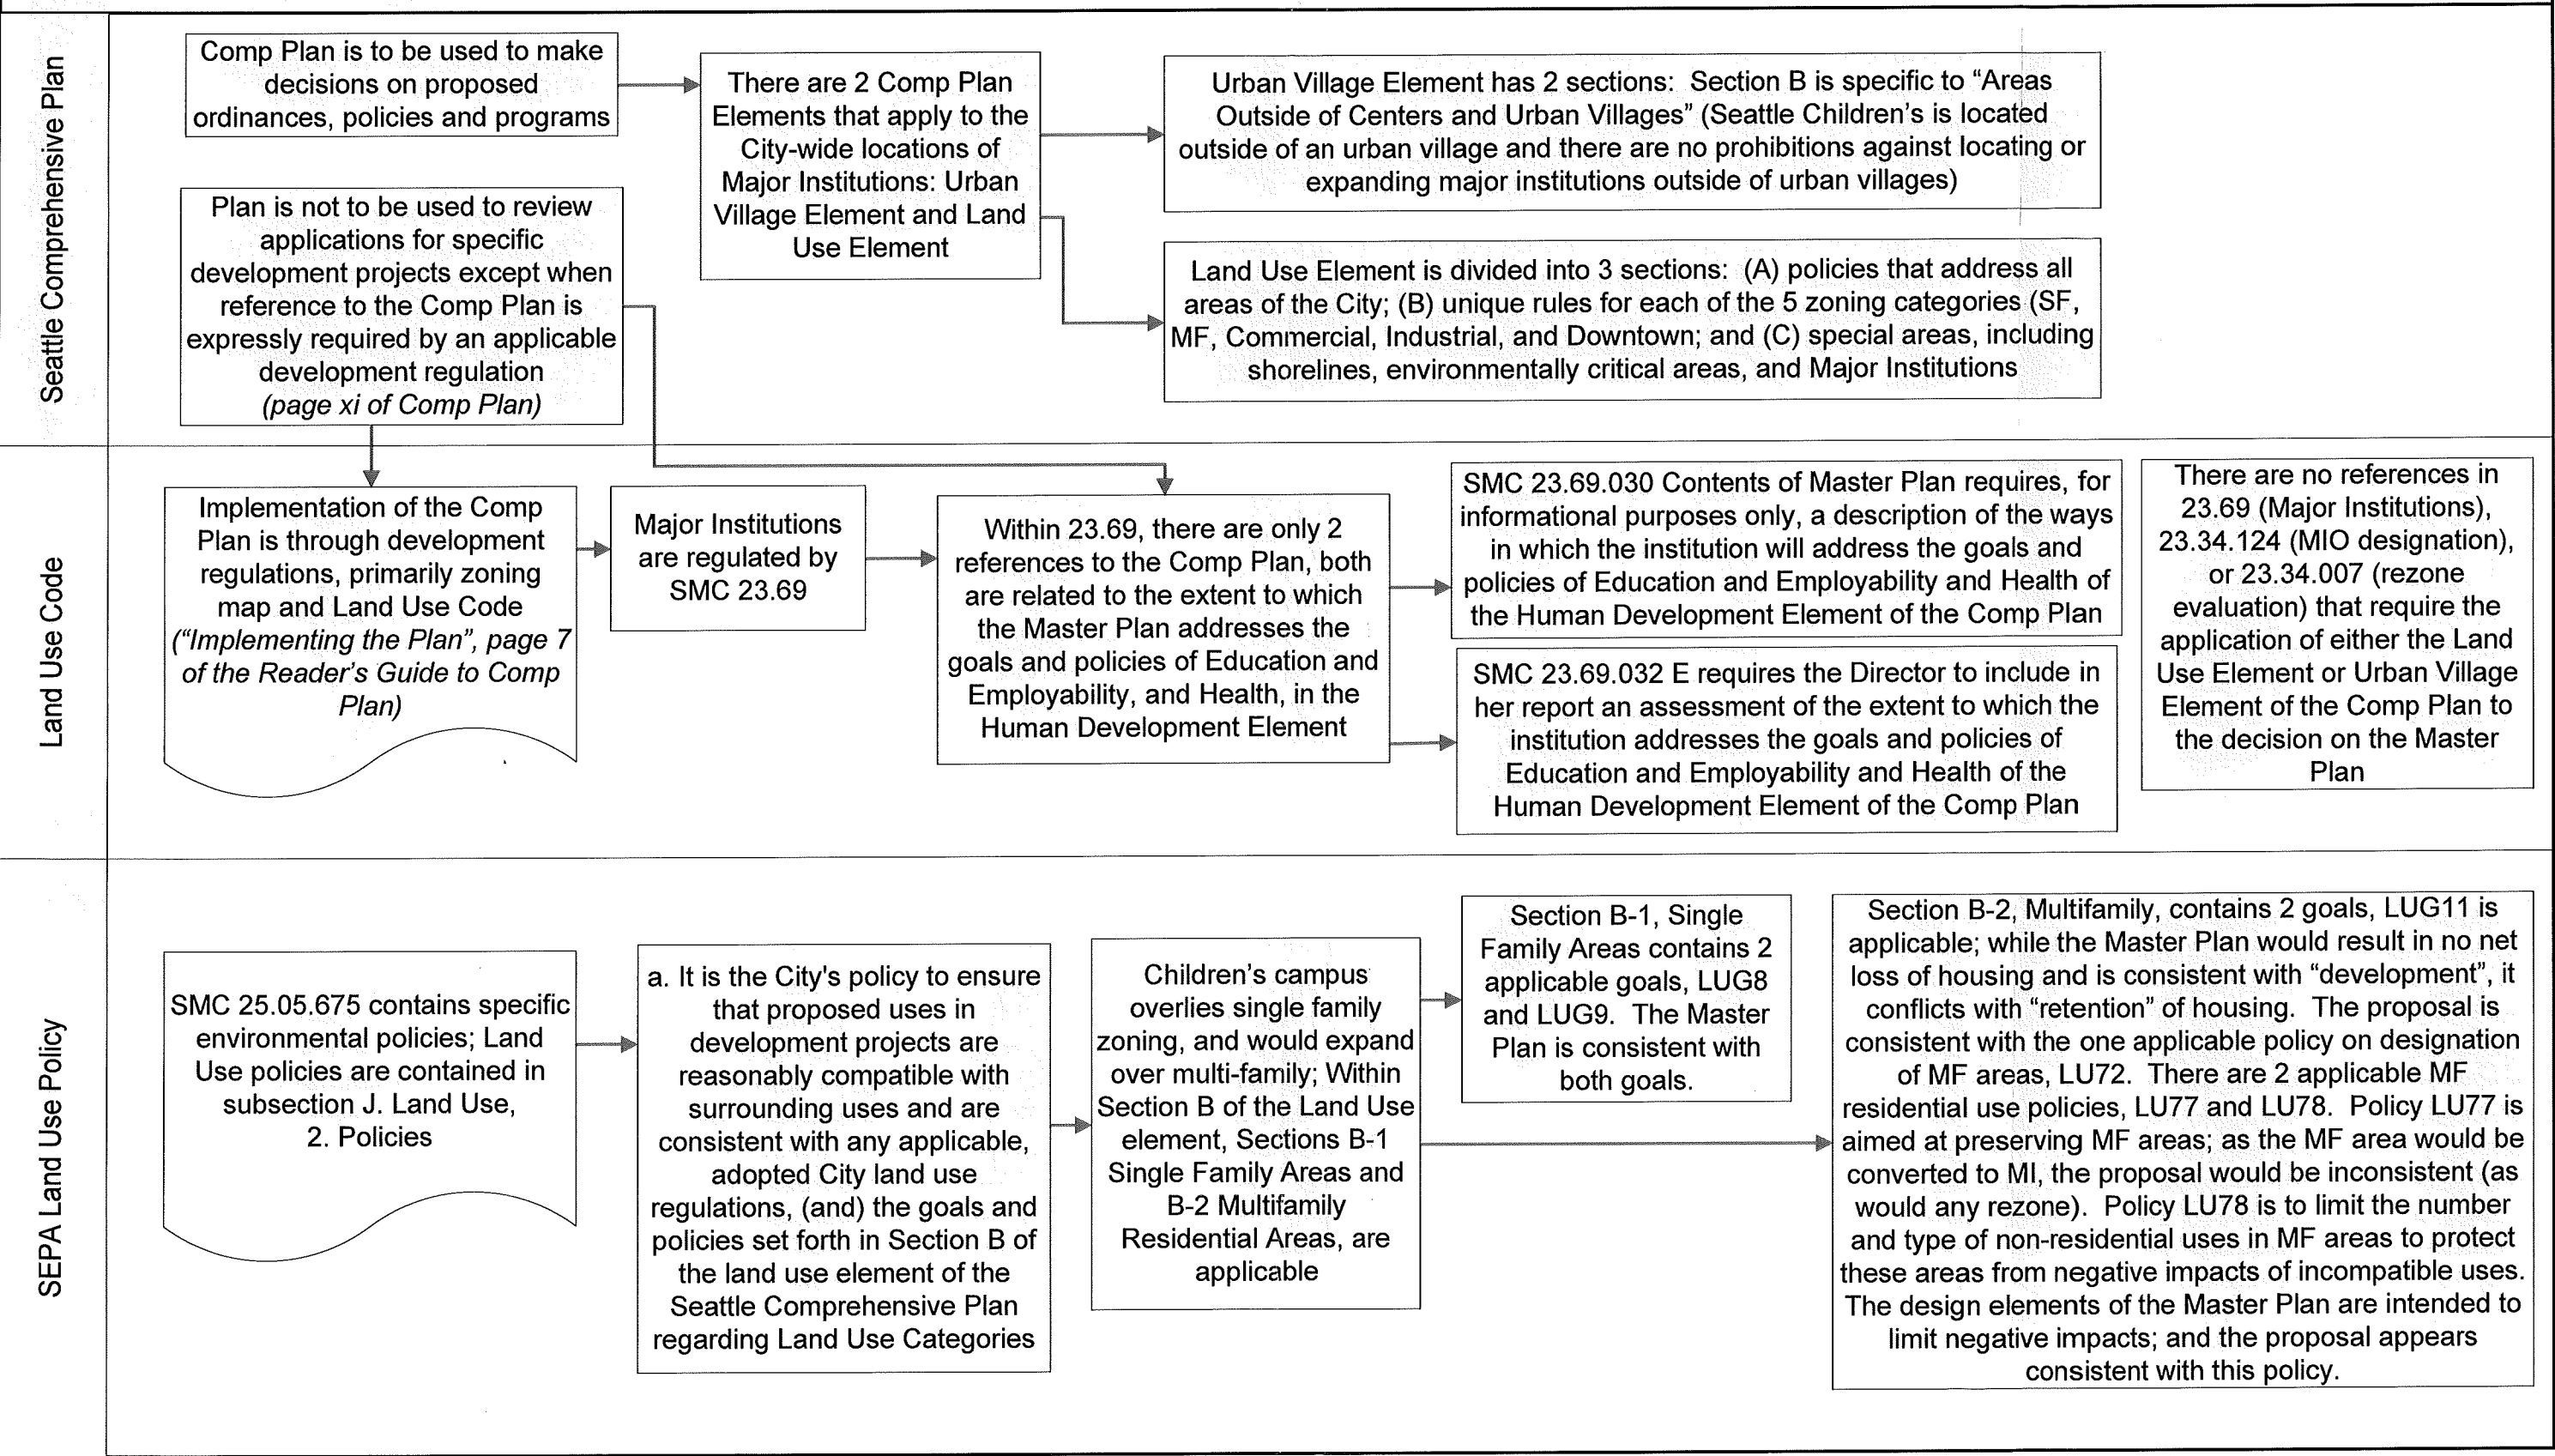 Seattle Comprehensive Plan
Comp Plan is to be used to make
decisions on proposed
ordinances, policies and programs
There are 2 Comp Plan
Elements that apply to the
City-wide locations of
Major Institutions: Urban
Village Element and Land
Use Element
Urban Village Element has 2 sections: Section B is specific to “Areas
Outside of Centers and Urban Villages” (Seattle Children’s is located
outside of an urban village and there are no prohibitions against locating or
expanding major institutions outside of urban villages)
Plan is not to be used to review
applications for specific
development projects except when
reference to the Comp Plan is
expressly required by an applicable
development regulation
(page xi of Comp Plan)
Land Use Element is divided into 3 sections: (A) policies that address all
areas of the City; (B) unique rules for each of the 5 zoning categories (SF,
MF, Commercial, Industrial, and Downtown; and (C) special areas, including
shorelines, environmentally critical areas, and Major Institutions
Land Use Code
Implementation of the Comp
Plan is through development
regulations, primarily zoning
map and Land Use Code
(“Implementing the Plan”, page 7
of the Reader’s Guide to Comp
Plan)
Major Institutions
are regulated by
SMC 23.69
Within 23.69, there are only 2
references to the Comp Plan, both
are related to the extent to which
the Master Plan addresses the
goals and policies of Education and
Employability, and Health, in the
Human Development Element
SMC 23.69.030 Contents of Master Plan requires, for
informational purposes only, a description of the ways
in which the institution will address the goals and
policies of Education and Employability and Health of
the Human Development Element of the Comp Plan
SMC 23.69.032 E requires the Director to include in
her report an assessment of the extent to which the
institution addresses the goals and policies of
Education and Employability and Health of the
Human Development Element of the Comp Plan
There are no references in
23.69 (Major Institutions),
23.34.124 (MIO designation),
or 23.34.007 (rezone
evaluation) that require the
application of either the Land
Use Element or Urban Village
Element of the Comp Plan to
the decision on the Master
Plan
SEPA Land Use Policy
SMC 25.05.675 contains specific
environmental policies; Land
Use policies are contained in
subsection J. Land Use,
2. Policies
a. It is the City's policy to ensure
that proposed uses in
development projects are
reasonably compatible with
surrounding uses and are
consistent with any applicable,
adopted City land use
regulations, (and) the goals and
policies set forth in Section B of
the land use element of the
Seattle Comprehensive Plan
regarding Land Use Categories
Children’s campus
overlies single family
zoning, and would expand
over multi-family; Within
Section B of the Land Use
element, Sections B-1
Single Family Areas and
B-2 Multifamily
Residential Areas, are
applicable
Section B-1, Single
Family Areas contains 2
applicable goals, LUG8
and LUG9. The Master
Plan is consistent with
both goals.
Section B-2, Multifamily, contains 2 goals, LUG11 is
applicable; while the Master Plan would result in no net
loss of housing and is consistent with “development”, it
conflicts with “retention” of housing. The proposal is
consistent with the one applicable policy on designation
of MF areas, LU72. There are 2 applicable MF
residential use policies, LU77 and LU78. Policy LU77 is
aimed at preserving MF areas; as the MF area would be
converted to MI, the proposal would be inconsistent (as
would any rezone). Policy LU78 is to limit the number
and type of non-residential uses in MF areas to protect
these areas from negative impacts of incompatible uses.
The design elements of the Master Plan are intended to
limit negative impacts; and the proposal appears
consistent with this policy.